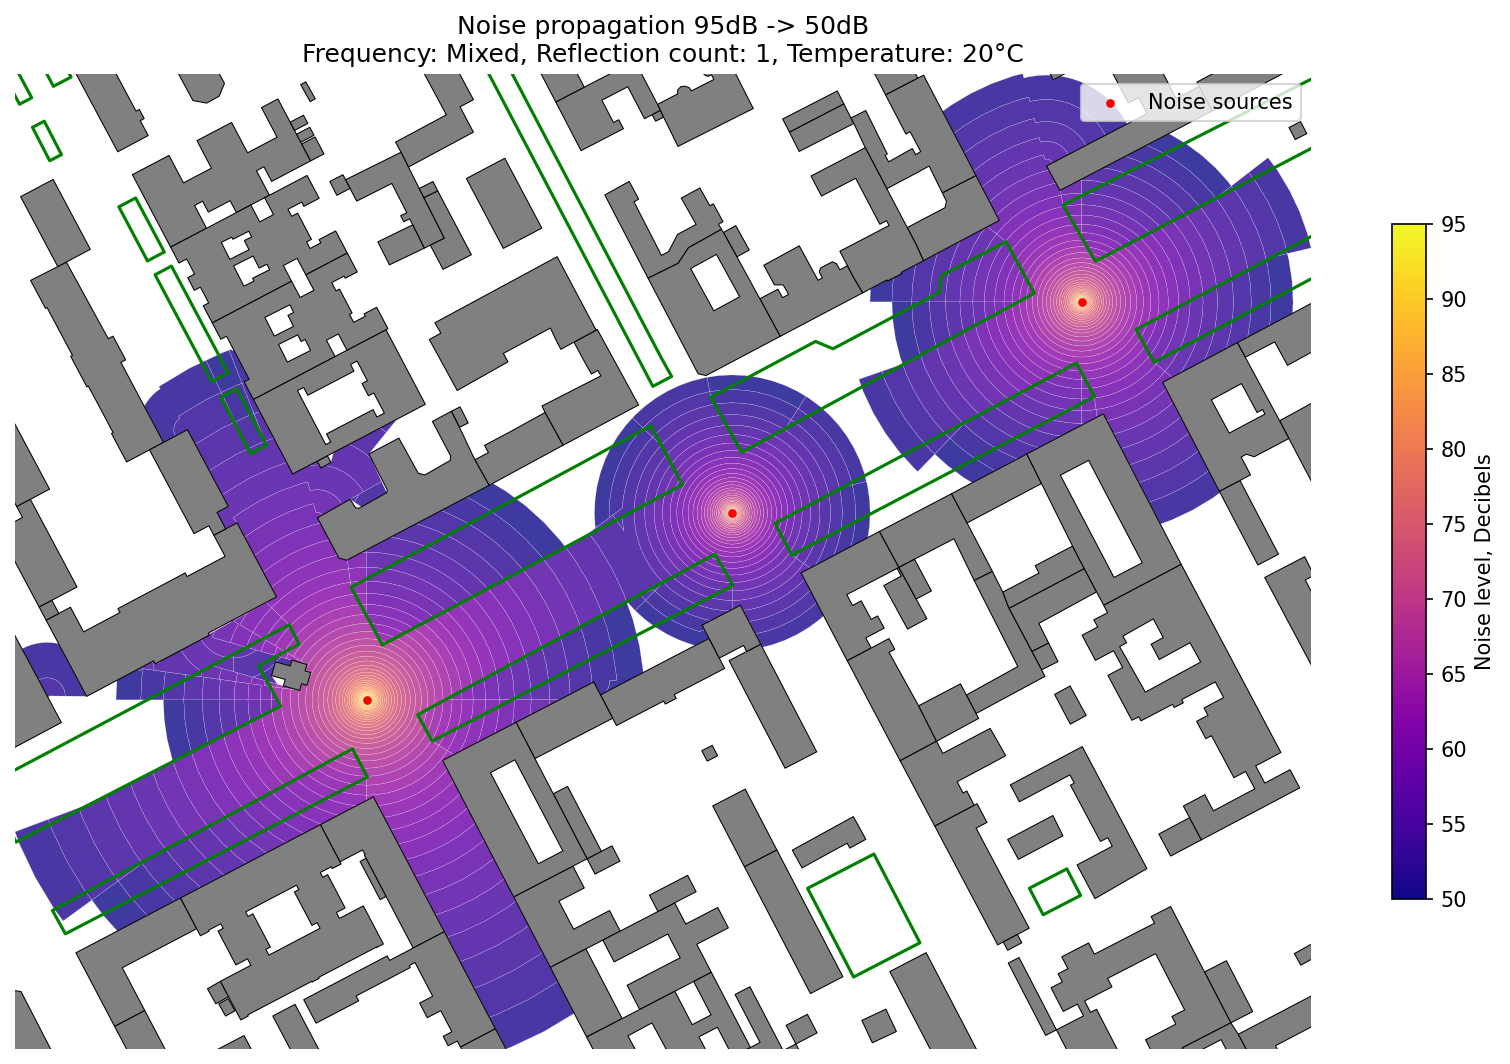 Noise propagation 95dB -> 50dB
Frequency: Mixed, Reflection count: 1, Temperature: 20°C
Noise sources
95
90
85
80
75
70
65
60
55
50
Noise level, Decibels